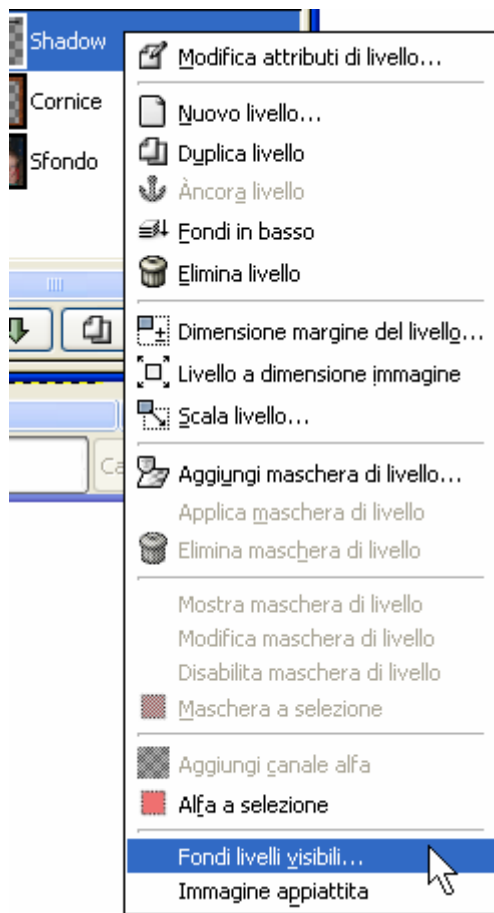 Shadow
Cornice
Sfondo
Ca
Modifica attributi di livello...
Nuovo livello...
Duplica livello
Àncora livello
Fondi in basso
Elimina livello
Dimensione margine del livello...
Livello a dimensione immagine
Scala livello...
Aggiungi maschera di livello...
Applica maschera di livello
Elimina maschera di livello
Mostra maschera di livello
Modifica maschera di livello
Disabilita maschera di livello
Maschera a selezione
Aggiungi canale alfa
Alfa a selezione
Fondi livelli visibili...
Immagine appiattita